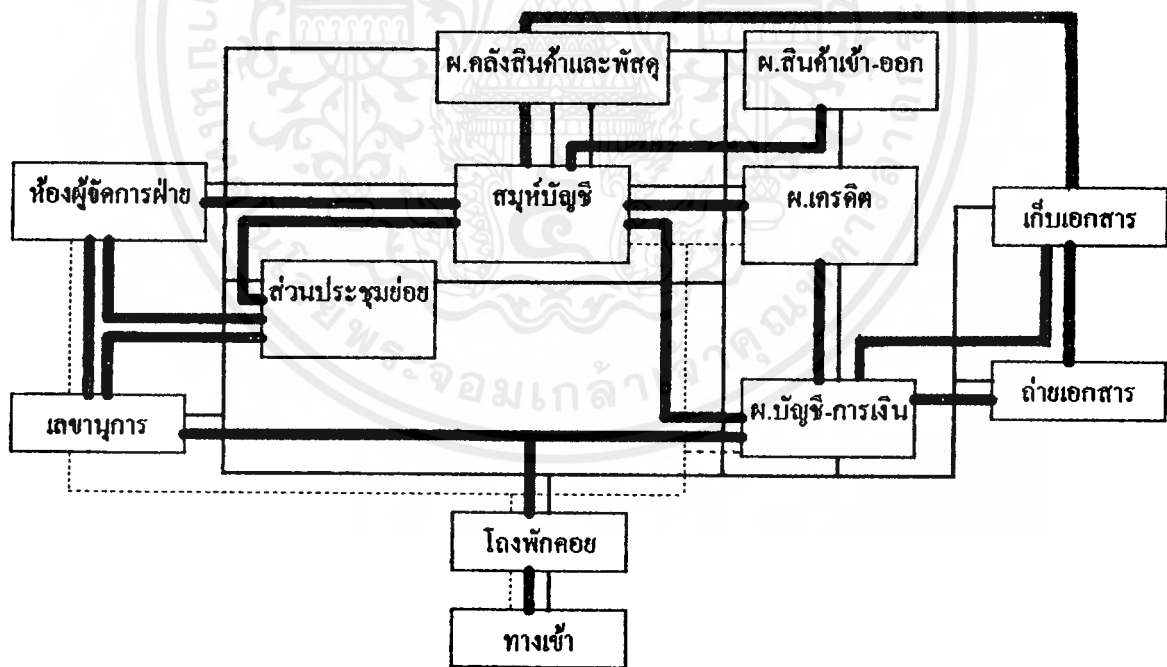 ผ.คลังสินค้าและพัสดุ
ผ.สินค้าเข้า-ออก
ห้องผู้จัดการฝ่าย
สมุห์บัญชี
ผ.เครดิต
เก็บเอกสาร
ส่วนประชุมย่อย
เลขานุการ
ผ.บัญชี-การเงิน
ถ่ายเอกสาร
โถงพักคอย
ทางเข้า